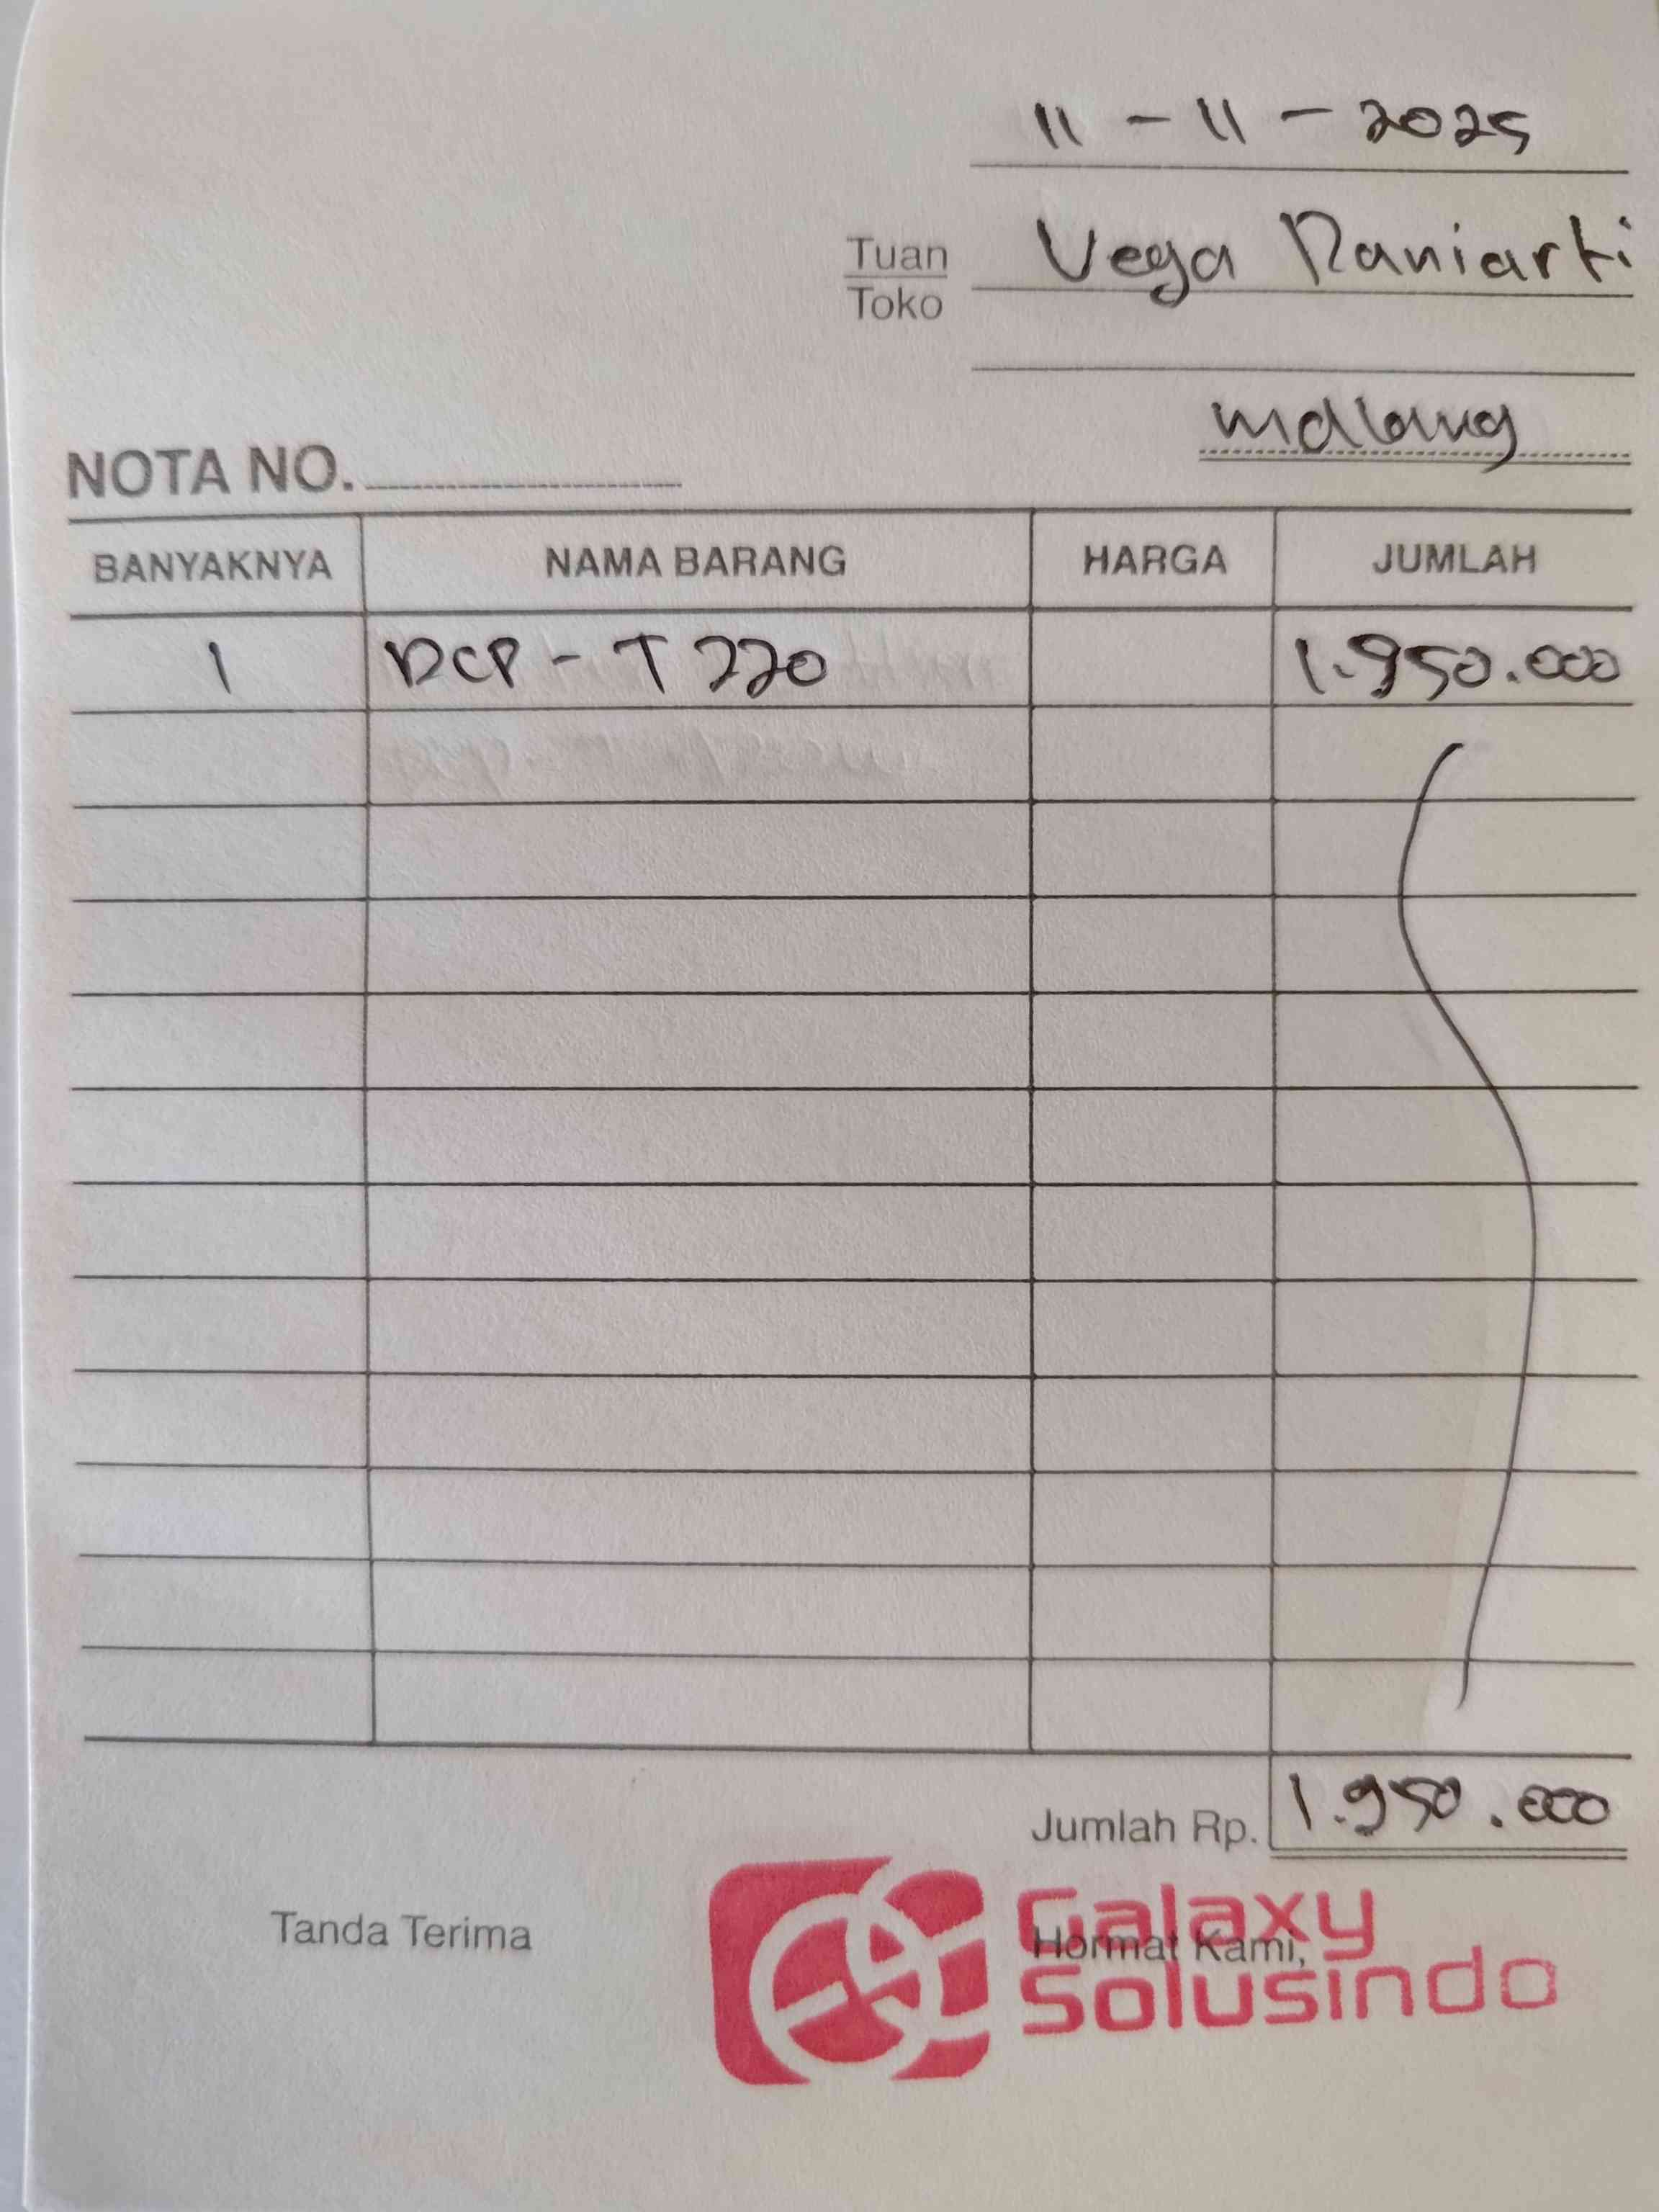 11 - 11 - 2025
Tuan Vega Raniarti
Toko
Malang
NOTA NO.
BANYAKNYA NAMA BARANG HARGA JUMLAH
1 DCP - T 220 1.950.000
Jumlah Rp. 1.950.000
Tanda Terima
Hormat Kami,
Galaxy
Solusindo